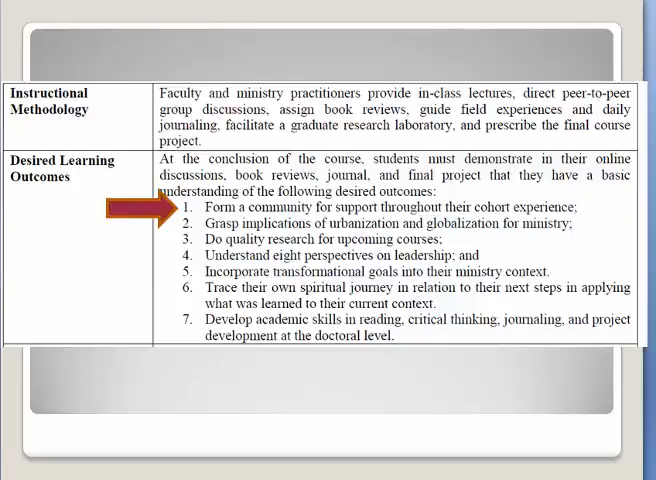 Instructional Methodology
Faculty and ministry practitioners provide in-class lectures, direct peer-to-peer
group discussions, assign book reviews, guide field experiences and daily
journaling, facilitate a graduate research laboratory, and prescribe the final course
project.
Desired Learning Outcomes
At the conclusion of the course, students must demonstrate in their online
discussions, book reviews, journal, and final project that they have a basic
understanding of the following desired outcomes:
1. Form a community for support throughout their cohort experience;
2. Grasp implications of urbanization and globalization for ministry;
3. Do quality research for upcoming courses;
4. Understand eight perspectives on leadership; and
5. Incorporate transformational goals into their ministry context.
6. Trace their own spiritual journey in relation to their next steps in applying
what was learned to their current context.
7. Develop academic skills in reading, critical thinking, journaling, and project
development at the doctoral level.